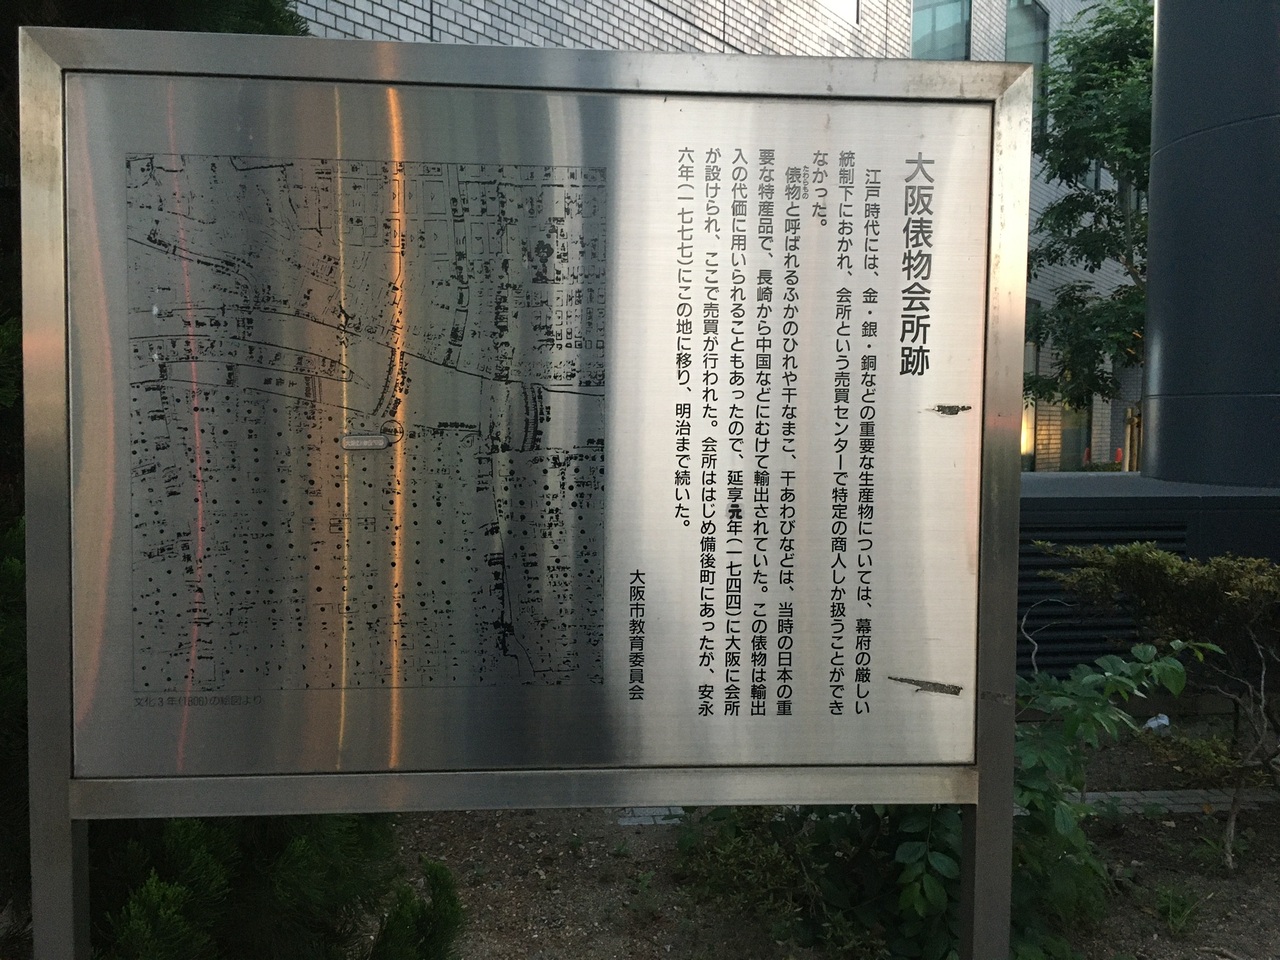 大阪俵物会所跡
江戸時代には、金・銀・銅などの重要な生産物については、幕府の厳しい
統制下におかれ、会所という売買センターで特定の商人しか扱うことができ
なかった。
たわらもの
俵物と呼ばれるふかのひれや干なまこ、干あわびなどは、当時の日本の重
要な特産品で、長崎から中国などにむけて輸出されていた。この俵物は輸出
入の代価に用いられることもあったので、延享元年(一七四四)に大阪に会所
が設けられ、ここで売買が行われた。会所ははじめ備後町にあったが、安永
六年(一七七七)にこの地に移り、明治まで続いた。
大阪市教育委員会
文化3年(1806)の絵図より